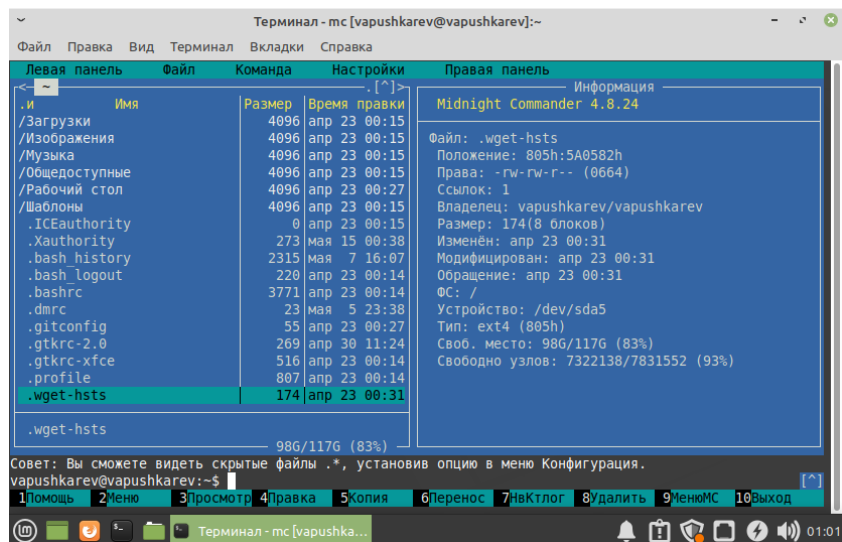 Терминал - mc [vapushkarev@vapushkarev]:~
Файл Правка Вид Терминал Вкладки Справка
Левая панель Файл Команда Настройки Правая панель
<- ~ .[^]> Информация
.и Имя Размер Время правки Midnight Commander 4.8.24
/Загрузки 4096 апр 23 00:15
/Изображения 4096 апр 23 00:15 Файл: .wget-hsts
/Музыка 4096 апр 23 00:15 Положение: 805h:5A0582h
/Общедоступные 4096 апр 23 00:15 Права: -rw-rw-r-- (0664)
/Рабочий стол 4096 апр 23 00:27 Ссылок: 1
/Шаблоны 4096 апр 23 00:15 Владелец: vapushkarev/vapushkarev
.ICEauthority 0 апр 23 00:15 Размер: 174(8 блоков)
.Xauthority 273 мая 15 00:38 Изменён: апр 23 00:31
.bash_history 2315 мая 7 16:07 Модифицирован: апр 23 00:31
.bash_logout 220 апр 23 00:14 Обращение: апр 23 00:31
.bashrc 3771 апр 23 00:14 ФС: /
.dmrc 23 мая 5 23:38 Устройство: /dev/sda5
.gitconfig 55 апр 23 00:27 Тип: ext4 (805h)
.gtkrc-2.0 269 апр 30 11:24 Своб. место: 98G/117G (83%)
.gtkrc-xfce 516 апр 23 00:14 Свободно узлов: 7322138/7831552 (93%)
.profile 807 апр 23 00:14
.wget-hsts 174 апр 23 00:31
.wget-hsts
98G/117G (83%)
Совет: Вы сможете видеть скрытые файлы .*, установив опцию в меню Конфигурация.
vapushkarev@vapushkarev:~$ [^]
1Помощь 2Меню 3Просмотр 4Правка 5Копия 6Перенос 7НвКтлог 8Удалить 9МенюМС 10Выход
Терминал - mc [vapushka... 01:01